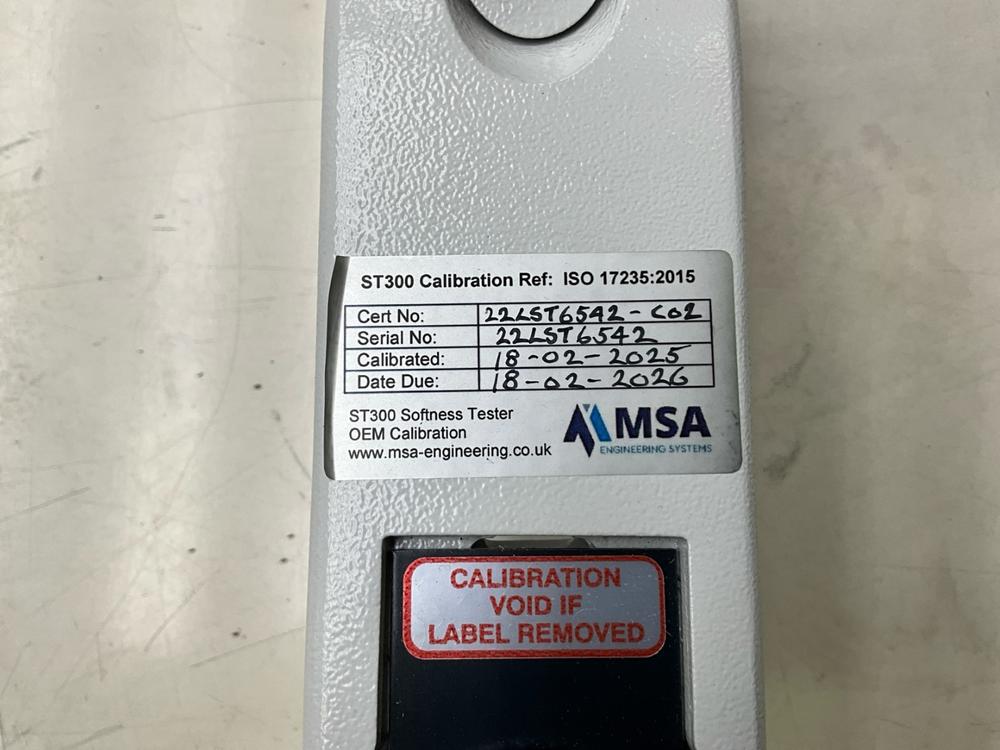 ST300 Calibration Ref: ISO 17235:2015
Cert No: 22LST6542-C02
Serial No: 22LST6542
Calibrated: 18-02-2025
Date Due: 18-02-2026
ST300 Softness Tester
OEM Calibration
www.msa-engineering.co.uk
MSA
ENGINEERING SYSTEMS
CALIBRATION
VOID IF
LABEL REMOVED